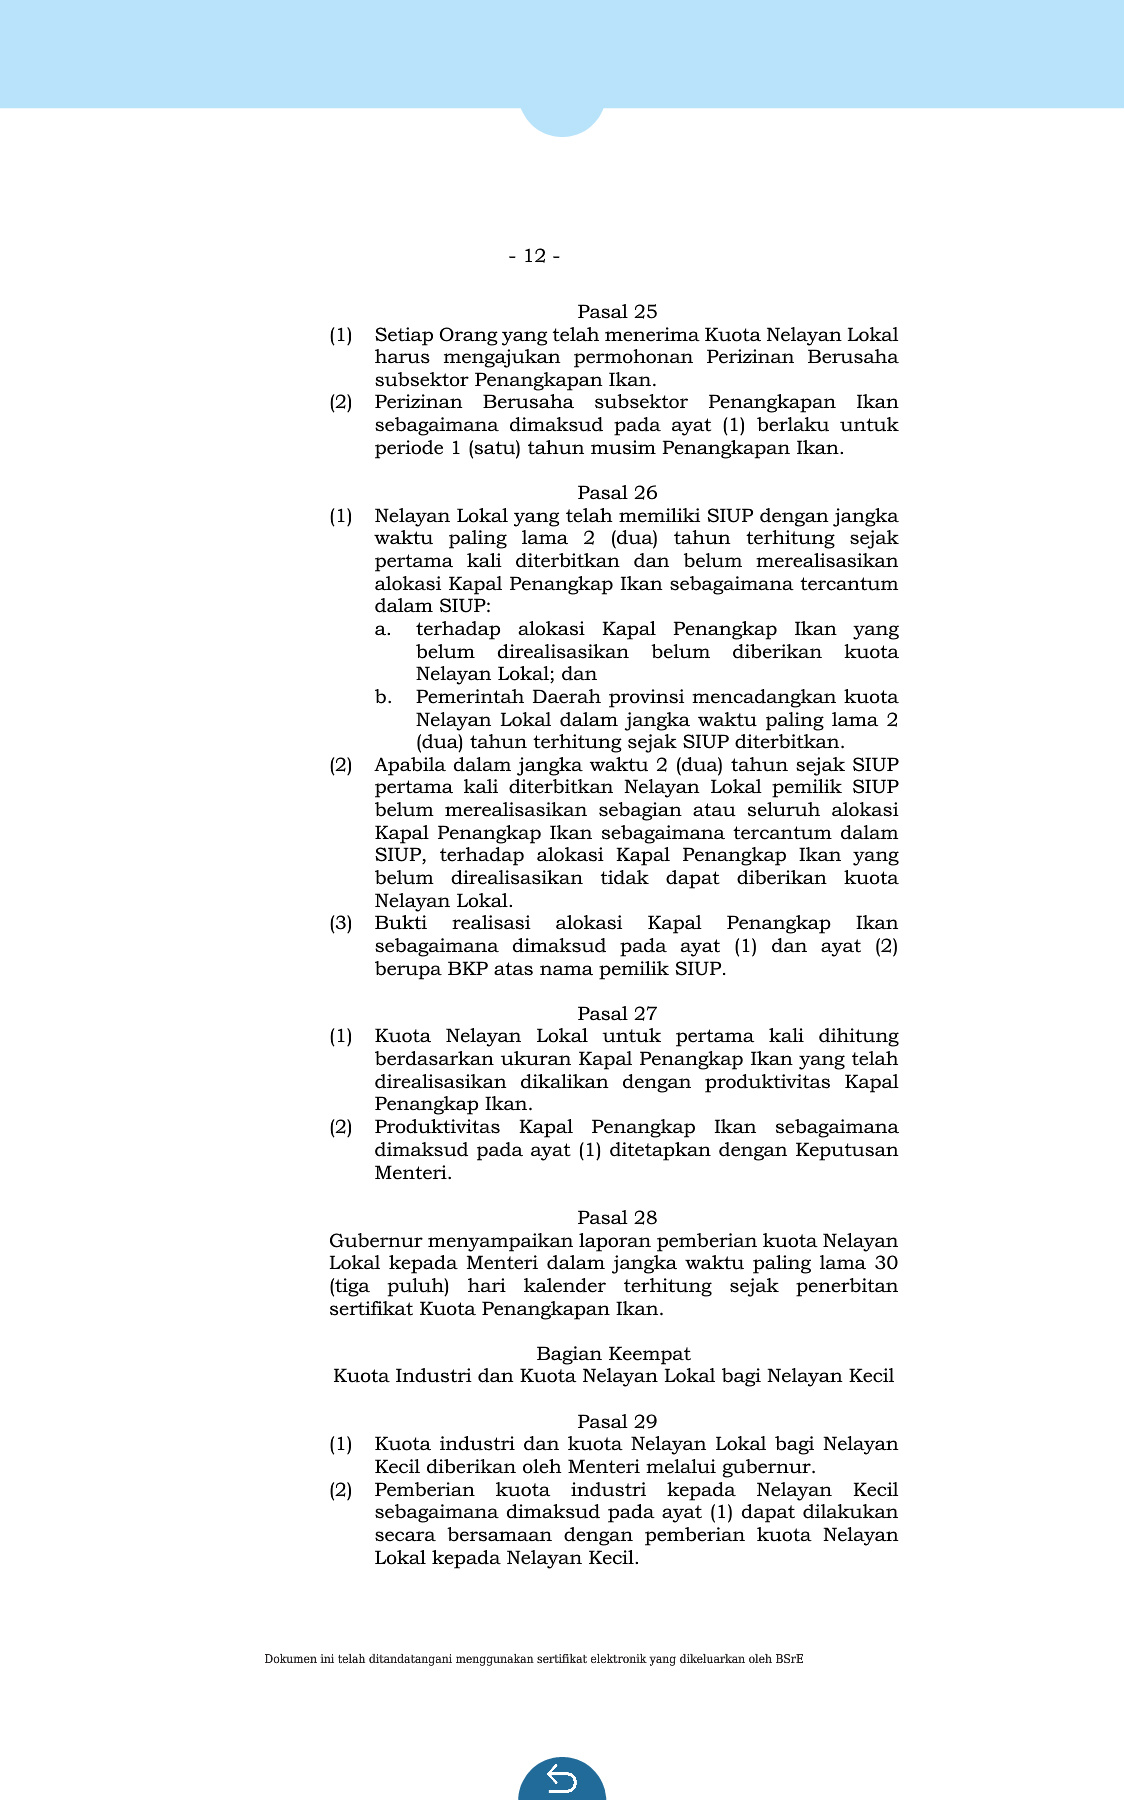 - 12 -
Pasal 25
(1) Setiap Orang yang telah menerima Kuota Nelayan Lokal
harus mengajukan permohonan Perizinan Berusaha
subsektor Penangkapan Ikan.
(2) Perizinan Berusaha subsektor Penangkapan Ikan
sebagaimana dimaksud pada ayat (1) berlaku untuk
periode 1 (satu) tahun musim Penangkapan Ikan.
Pasal 26
(1) Nelayan Lokal yang telah memiliki SIUP dengan jangka
waktu paling lama 2 (dua) tahun terhitung sejak
pertama kali diterbitkan dan belum merealisasikan
alokasi Kapal Penangkap Ikan sebagaimana tercantum
dalam SIUP:
a. terhadap alokasi Kapal Penangkap Ikan yang
belum direalisasikan belum diberikan kuota
Nelayan Lokal; dan
b. Pemerintah Daerah provinsi mencadangkan kuota
Nelayan Lokal dalam jangka waktu paling lama 2
(dua) tahun terhitung sejak SIUP diterbitkan.
(2) Apabila dalam jangka waktu 2 (dua) tahun sejak SIUP
pertama kali diterbitkan Nelayan Lokal pemilik SIUP
belum merealisasikan sebagian atau seluruh alokasi
Kapal Penangkap Ikan sebagaimana tercantum dalam
SIUP, terhadap alokasi Kapal Penangkap Ikan yang
belum direalisasikan tidak dapat diberikan kuota
Nelayan Lokal.
(3) Bukti realisasi alokasi Kapal Penangkap Ikan
sebagaimana dimaksud pada ayat (1) dan ayat (2)
berupa BKP atas nama pemilik SIUP.
Pasal 27
(1) Kuota Nelayan Lokal untuk pertama kali dihitung
berdasarkan ukuran Kapal Penangkap Ikan yang telah
direalisasikan dikalikan dengan produktivitas Kapal
Penangkap Ikan.
(2) Produktivitas Kapal Penangkap Ikan sebagaimana
dimaksud pada ayat (1) ditetapkan dengan Keputusan
Menteri.
Pasal 28
Gubernur menyampaikan laporan pemberian kuota Nelayan
Lokal kepada Menteri dalam jangka waktu paling lama 30
(tiga puluh) hari kalender terhitung sejak penerbitan
sertifikat Kuota Penangkapan Ikan.
Bagian Keempat
Kuota Industri dan Kuota Nelayan Lokal bagi Nelayan Kecil
Pasal 29
(1) Kuota industri dan kuota Nelayan Lokal bagi Nelayan
Kecil diberikan oleh Menteri melalui gubernur.
(2) Pemberian kuota industri kepada Nelayan Kecil
sebagaimana dimaksud pada ayat (1) dapat dilakukan
secara bersamaan dengan pemberian kuota Nelayan
Lokal kepada Nelayan Kecil.
Dokumen ini telah ditandatangani menggunakan sertifikat elektronik yang dikeluarkan oleh BSrE